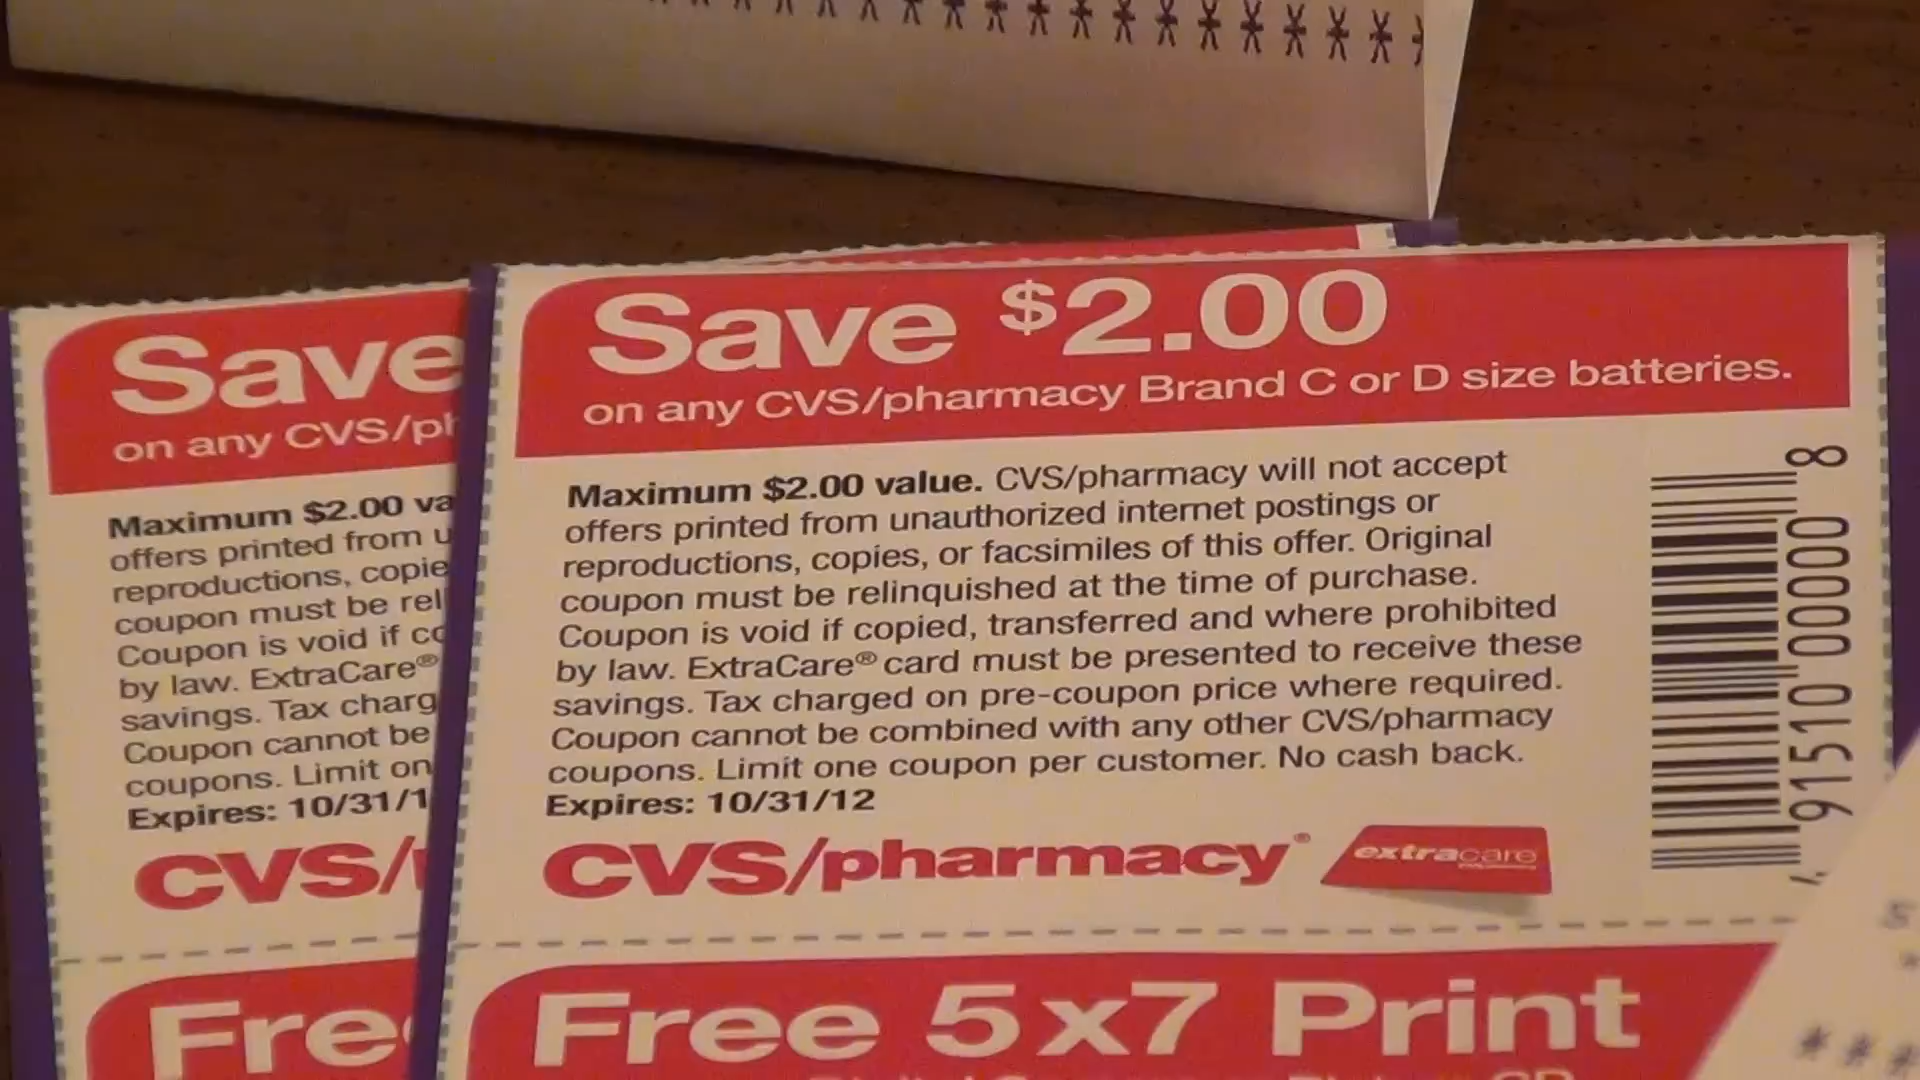 Save $2.00
on any CVS/pharmacy Brand C or D size batteries.
Maximum $2.00 value. CVS/pharmacy will not accept
offers printed from unauthorized internet postings or
reproductions, copies, or facsimiles of this offer. Original
coupon must be relinquished at the time of purchase.
Coupon is void if copied, transferred and where prohibited
by law. ExtraCare® card must be presented to receive these
savings. Tax charged on pre-coupon price where required.
Coupon cannot be combined with any other CVS/pharmacy
coupons. Limit one coupon per customer. No cash back.
Expires: 10/31/12
CVS/pharmacy®
extracare
91510 00000 8
Free 5x7 Print
Save
on any CVS/ph
Maximum $2.00 va
offers printed from u
reproductions, copie
coupon must be rel
Coupon is void if co
by law. ExtraCare®
savings. Tax charg
Coupon cannot be
coupons. Limit on
Expires: 10/31/1
CVS/
Fre
***